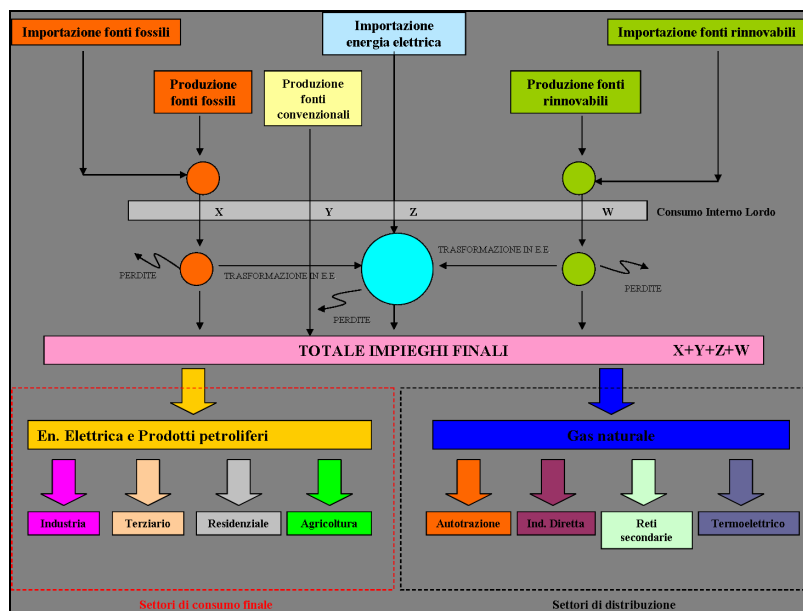 Importazione fonti fossili
Importazione
energia elettrica
Importazione fonti rinnovabili
Produzione
fonti fossili
Produzione
fonti
convenzionali
Produzione fonti
rinnovabili
X Y Z W
Consumo Interno Lordo
PERDITE
TRASFORMAZIONE IN E.E
TRASFORMAZIONE IN E.E
PERDITE
PERDITE
TOTALE IMPIEGHI FINALI
X+Y+Z+W
En. Elettrica e Prodotti petroliferi
Gas naturale
Industria
Terziario
Residenziale
Agricoltura
Autotrazione
Ind. Diretta
Reti
secondarie
Termoelettrico
Settori di consumo finale
Settori di distribuzione